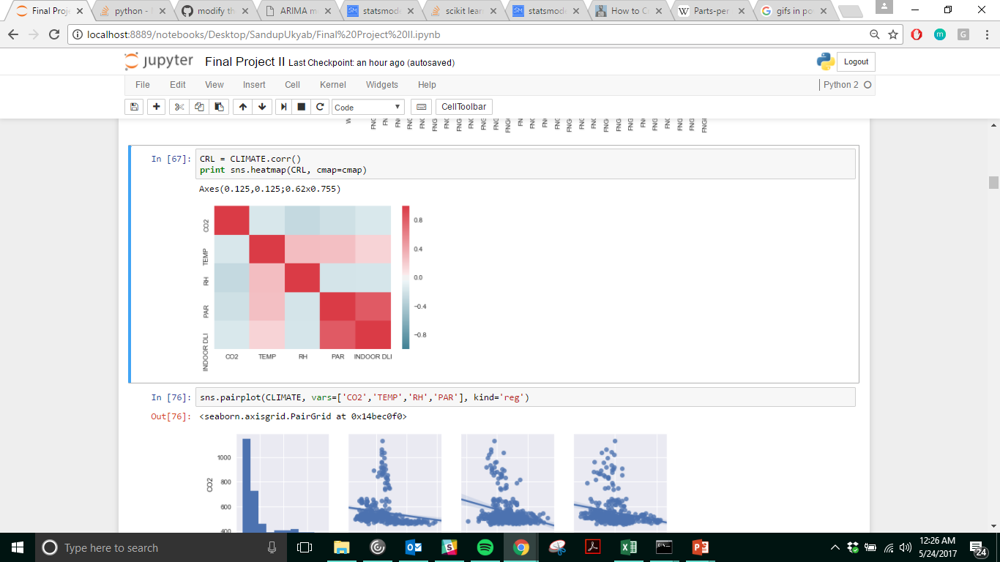 Final Proje
python - 
modify th
ARIMA m
statsmode
scikit lear
statsmode
How to C
Parts-per
gifs in po
localhost:8889/notebooks/Desktop/SandupUkyab/Final%20Project%20II.ipynb
jupyter Final Project II Last Checkpoint: an hour ago (autosaved)
Logout
File Edit View Insert Cell Kernel Widgets Help
Python 2
Code
CellToolbar
In [67]: CRL = CLIMATE.corr()
print sns.heatmap(CRL, cmap=cmap)
Axes(0.125,0.125;0.62x0.755)
CO2
TEMP
RH
PAR
INDOOR DLI
0.8
0.4
0.0
−0.4
−0.8
CO2 TEMP RH PAR INDOOR DLI
In [76]: sns.pairplot(CLIMATE, vars=['CO2','TEMP','RH','PAR'], kind='reg')
Out[76]: <seaborn.axisgrid.PairGrid at 0x14bec0f0>
CO2
1000
800
600
400
Type here to search
12:26 AM
5/24/2017
24